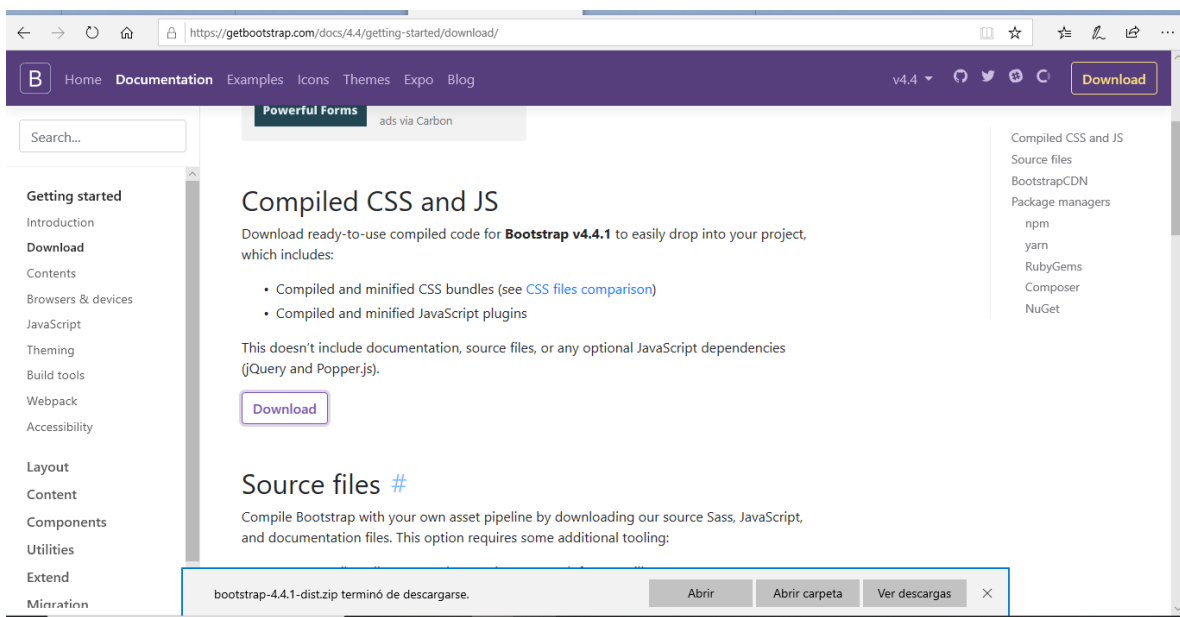 https://getbootstrap.com/docs/4.4/getting-started/download/
B Home Documentation Examples Icons Themes Expo Blog v4.4 Download
Search...
Getting started
Introduction
Download
Contents
Browsers & devices
JavaScript
Theming
Build tools
Webpack
Accessibility
Layout
Content
Components
Utilities
Extend
Migration
Powerful Forms
ads via Carbon
Compiled CSS and JS
Download ready-to-use compiled code for Bootstrap v4.4.1 to easily drop into your project,
which includes:
• Compiled and minified CSS bundles (see CSS files comparison)
• Compiled and minified JavaScript plugins
This doesn't include documentation, source files, or any optional JavaScript dependencies
(jQuery and Popper.js).
Download
Source files #
Compile Bootstrap with your own asset pipeline by downloading our source Sass, JavaScript,
and documentation files. This option requires some additional tooling:
Compiled CSS and JS
Source files
BootstrapCDN
Package managers
npm
yarn
RubyGems
Composer
NuGet
bootstrap-4.4.1-dist.zip terminó de descargarse. Abrir Abrir carpeta Ver descargas